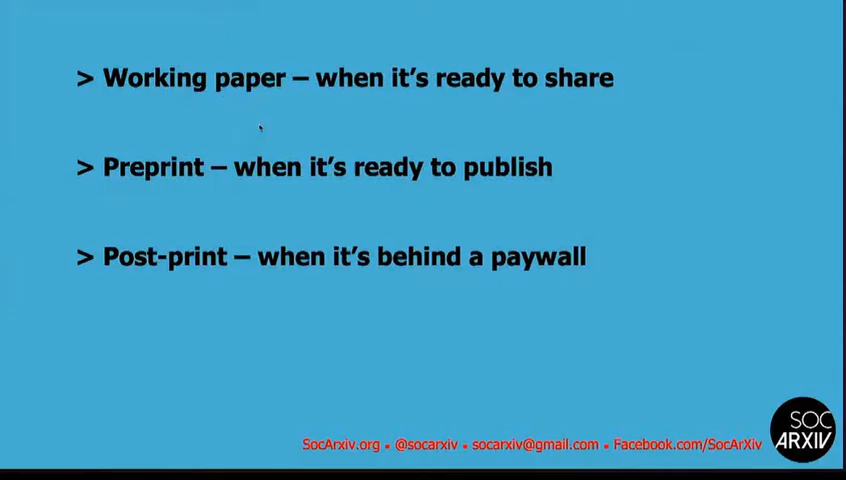 > Working paper – when it's ready to share
> Preprint – when it's ready to publish
> Post-print – when it's behind a paywall
SocArxiv.org • @socarxiv • socarxiv@gmail.com • Facebook.com/SocArXiv
SOC
ARXIV